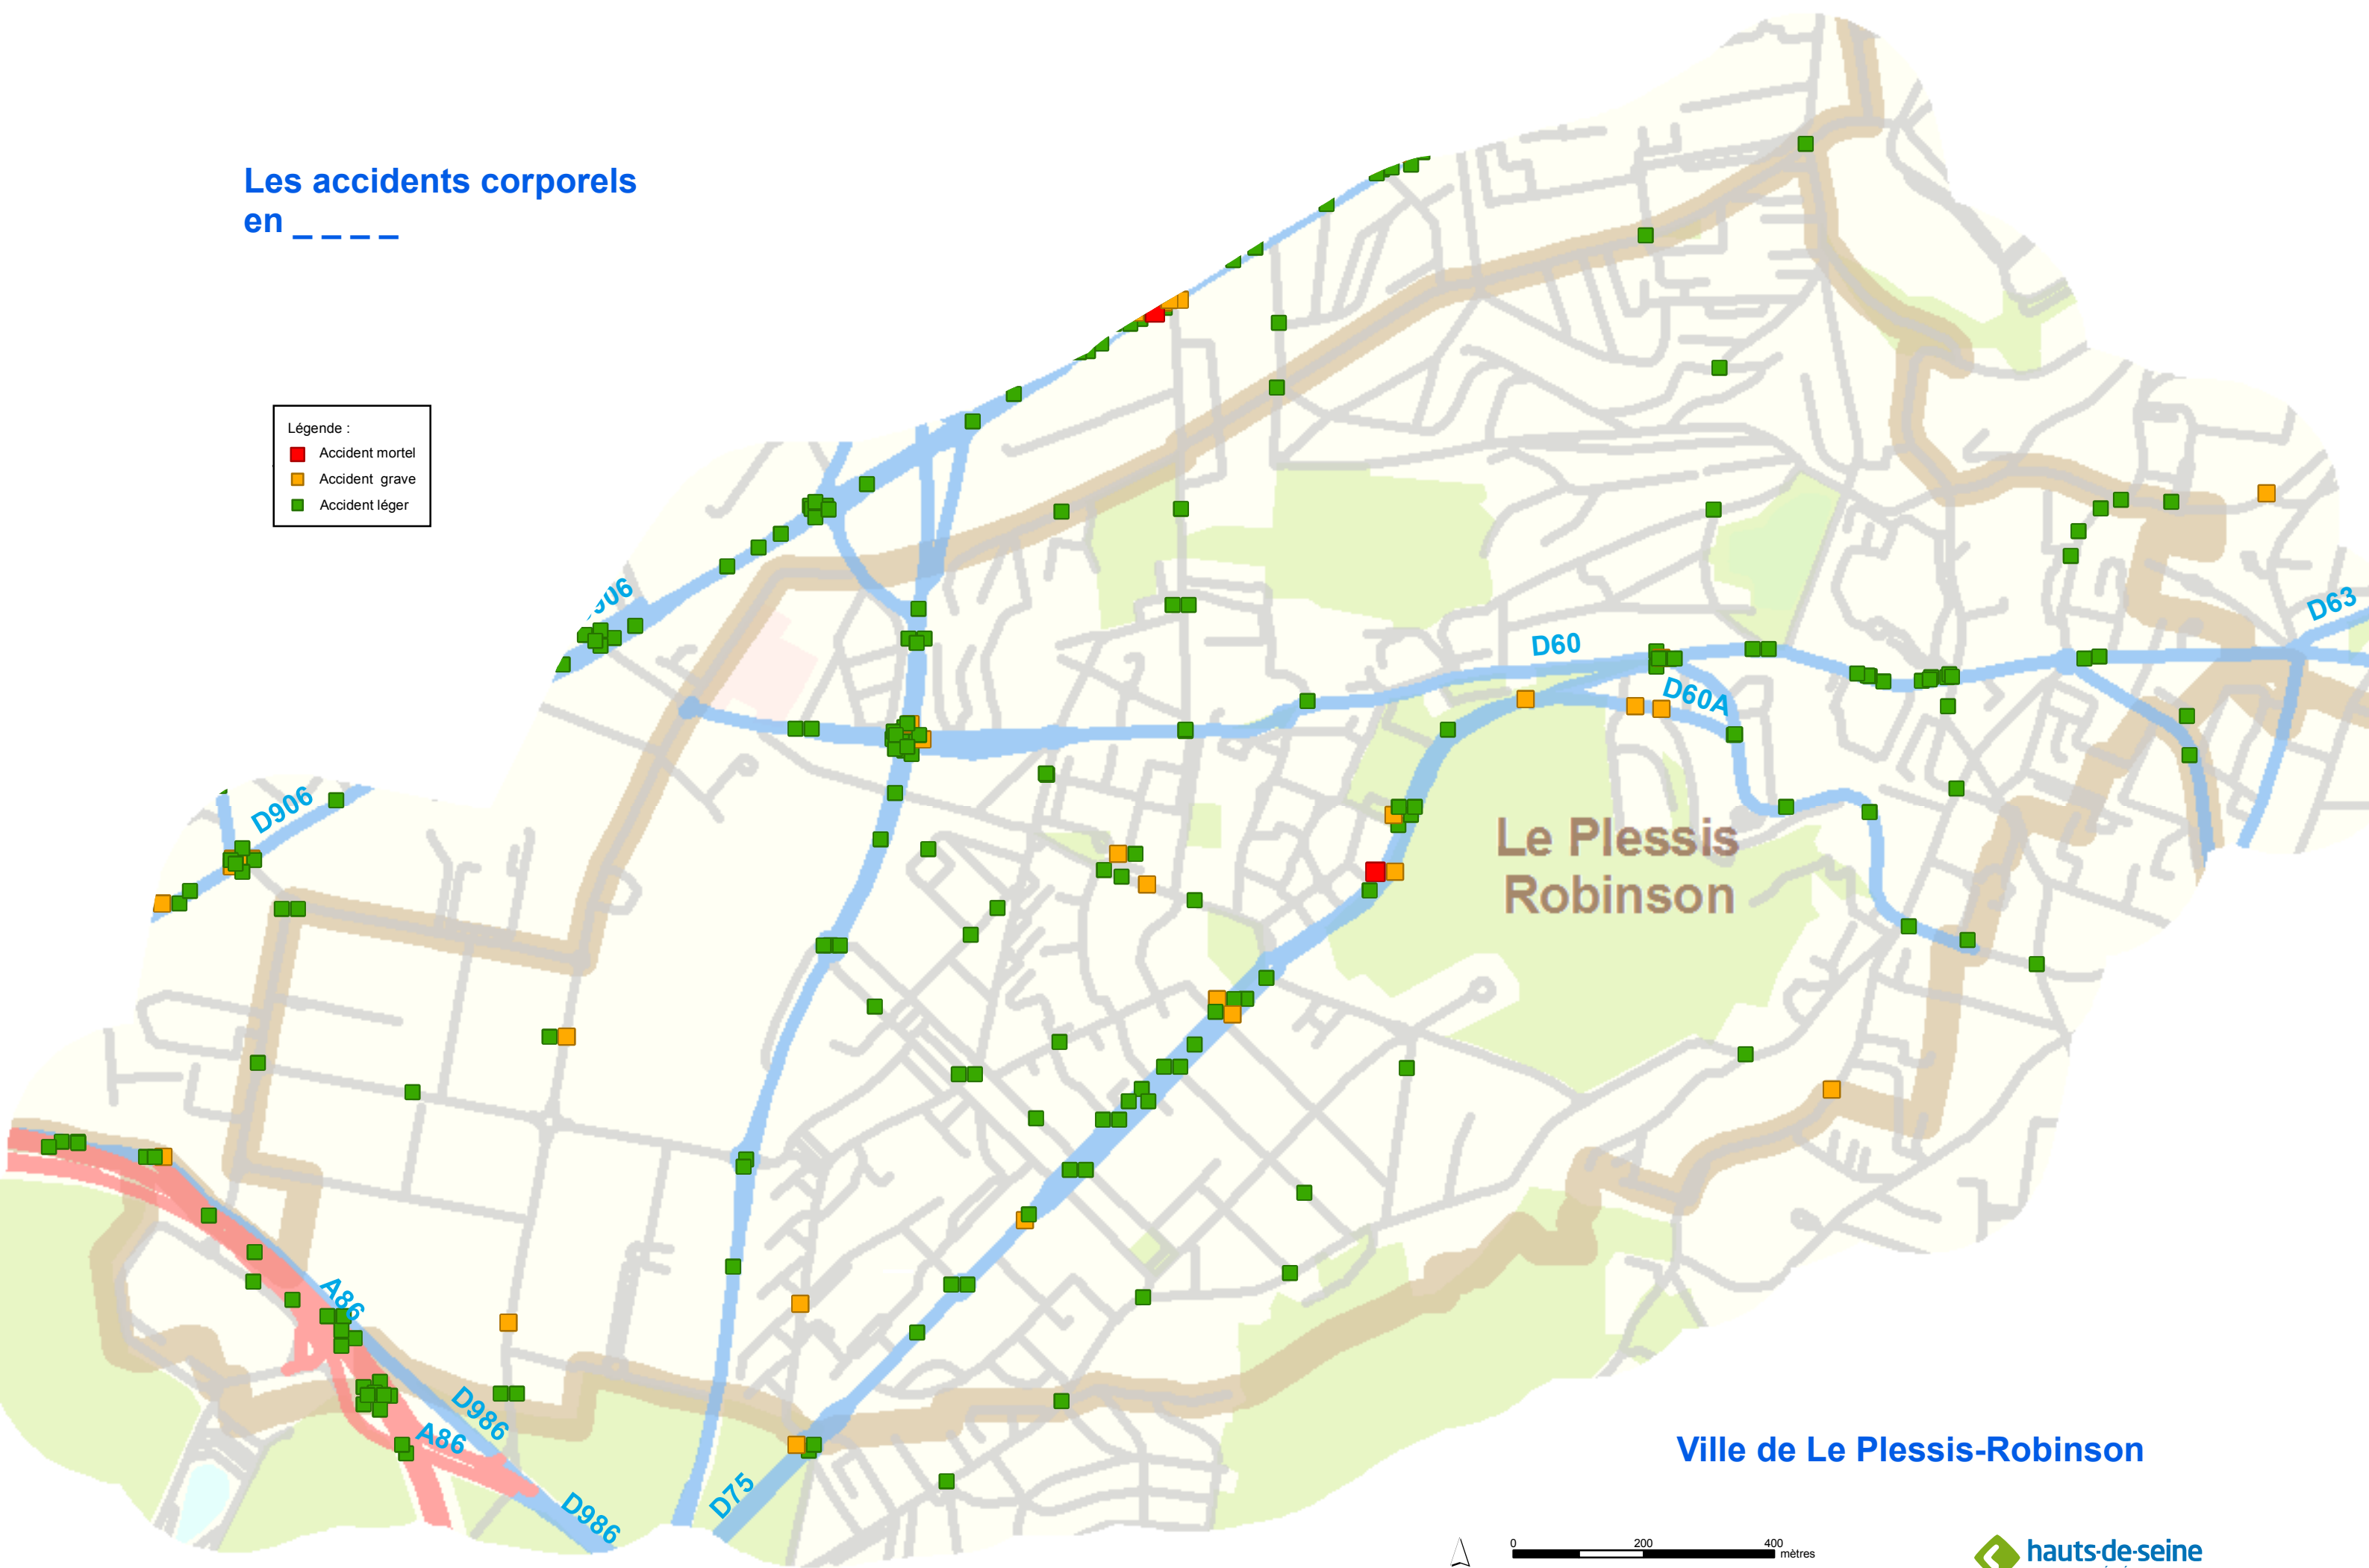 Les accidents corporels
en _ _ _ _
Légende :
Accident mortel
Accident grave
Accident léger
906
D906
D60
D60A
D63
Le Plessis
Robinson
A86
D986
A86
D986
D75
Ville de Le Plessis-Robinson
0 200 400
mètres
hauts-de-seine